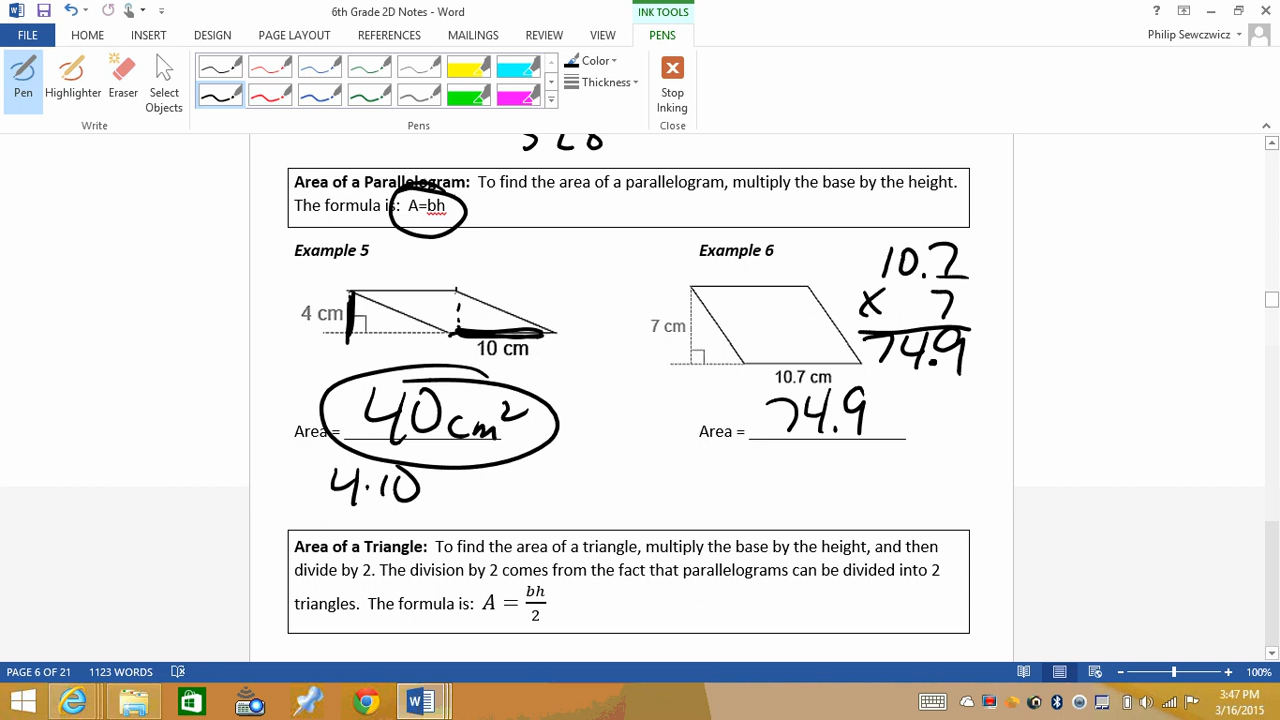 6th Grade 2D Notes - Word
INK TOOLS
FILE HOME INSERT DESIGN PAGE LAYOUT REFERENCES MAILINGS REVIEW VIEW PENS
Philip Sewczwicz
Pen Highlighter Eraser Select Objects
Color
Thickness
Stop Inking
Write Pens Close
328
Area of a Parallelogram: To find the area of a parallelogram, multiply the base by the height.
The formula is: A=bh
Example 5
Example 6
4 cm
10 cm
7 cm
10.7 cm
10.7
x 7
74.9
Area = 40cm²
4·10
Area = 74.9
Area of a Triangle: To find the area of a triangle, multiply the base by the height, and then
divide by 2. The division by 2 comes from the fact that parallelograms can be divided into 2
triangles. The formula is: A = bh/2
PAGE 6 OF 21 1123 WORDS
100%
3:47 PM
3/16/2015